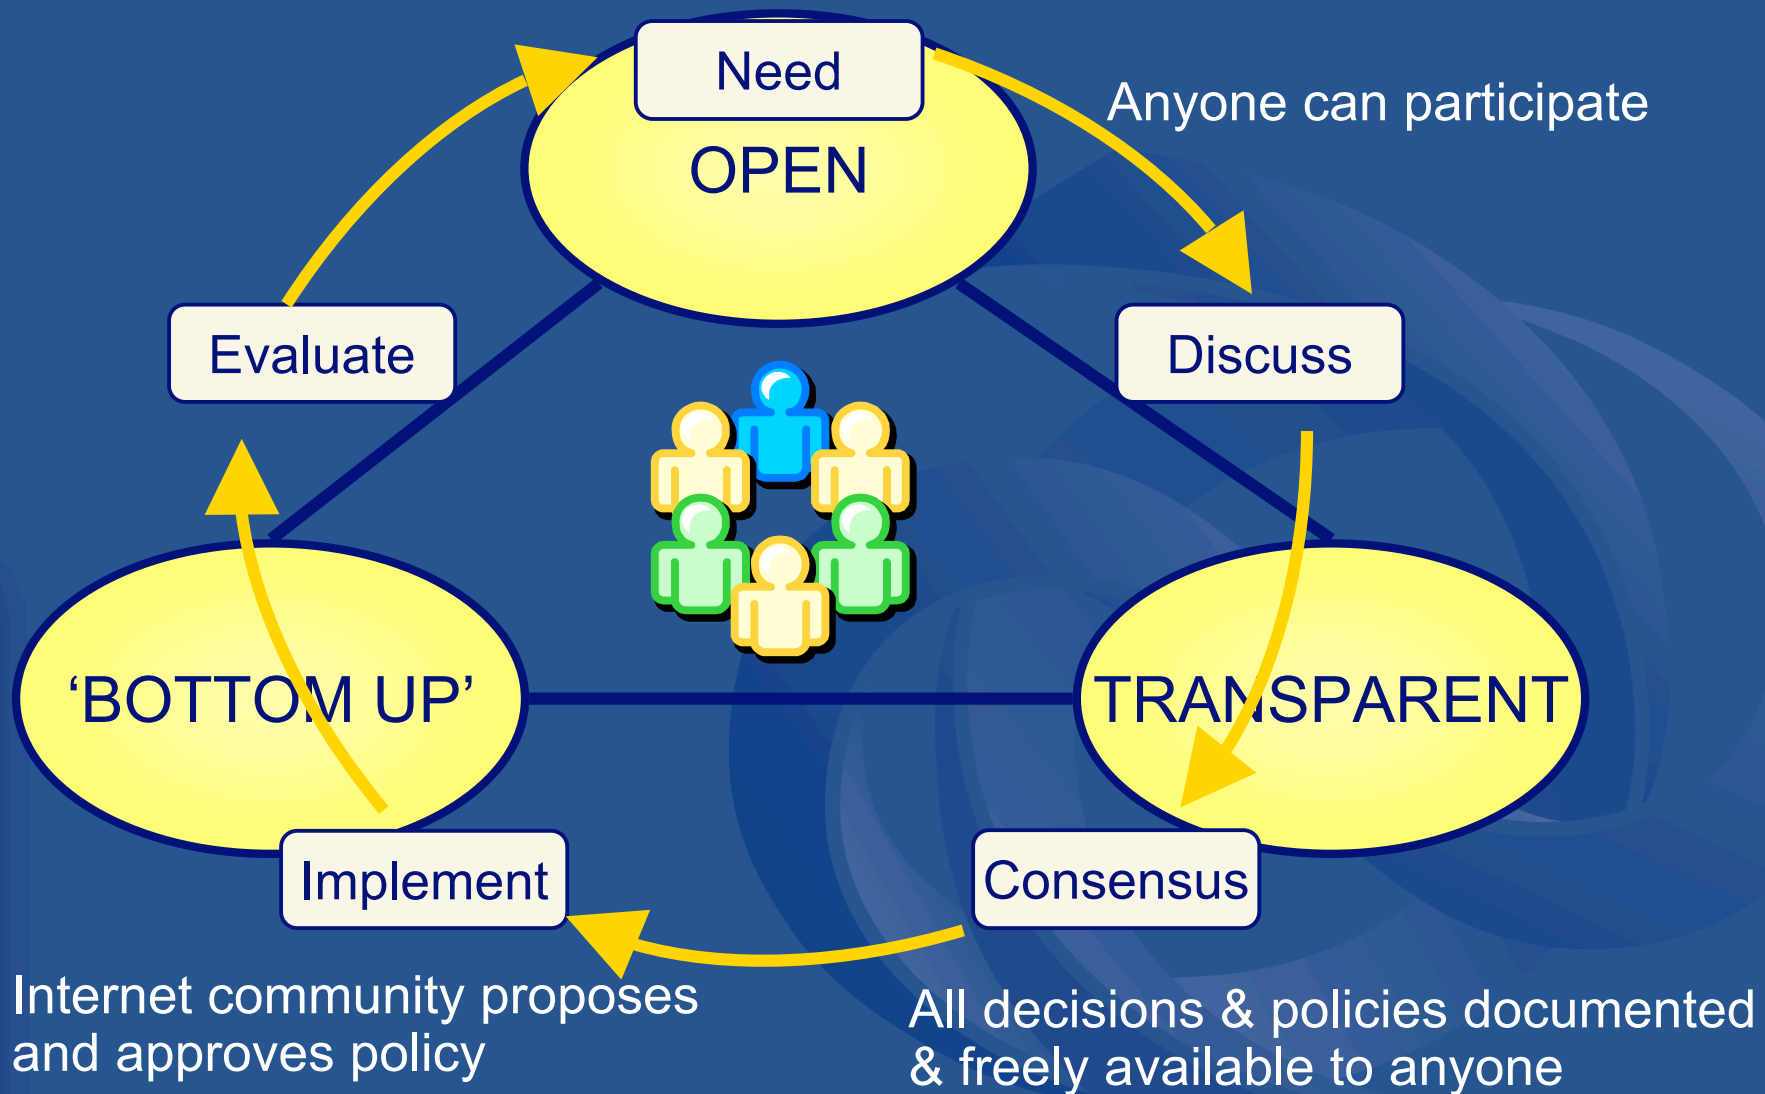 Need
OPEN
Anyone can participate
Evaluate
Discuss
‘BOTTOM UP’
TRANSPARENT
Implement
Consensus
Internet community proposes
and approves policy
All decisions & policies documented
& freely available to anyone